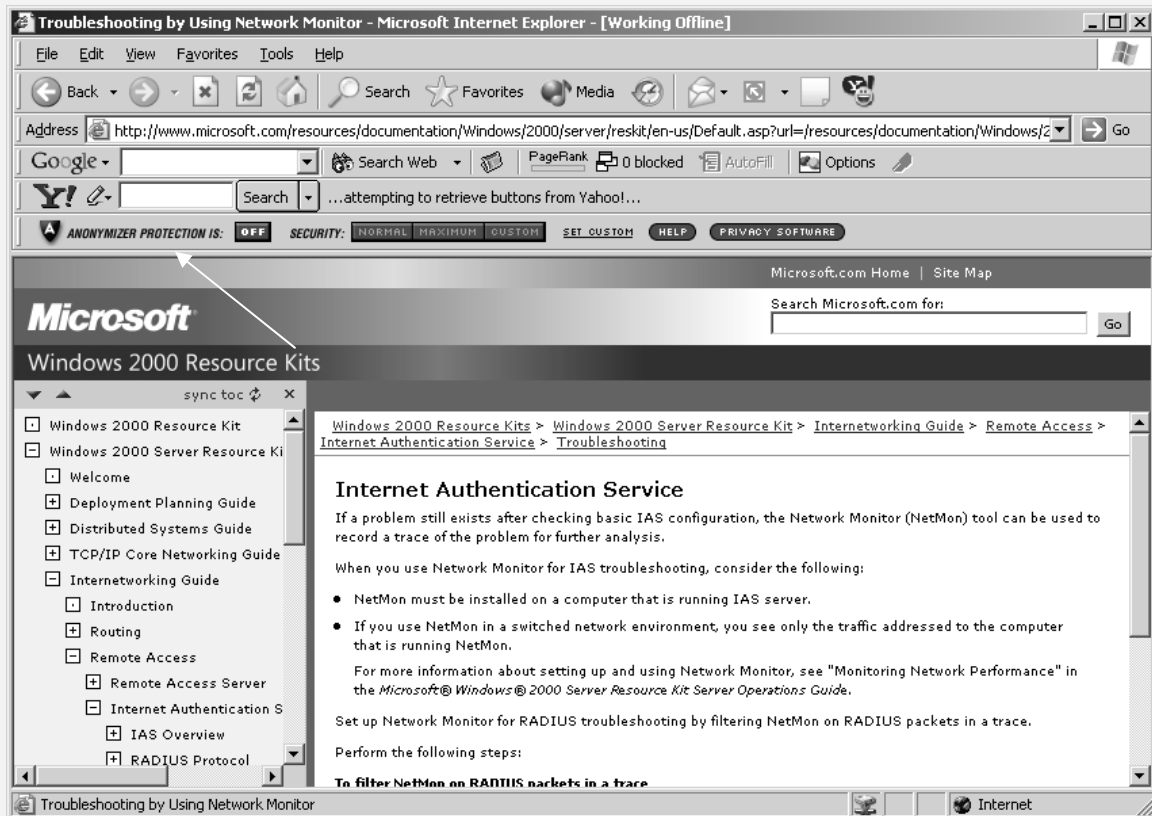 Troubleshooting by Using Network Monitor - Microsoft Internet Explorer - [Working Offline]
File Edit View Favorites Tools Help
Back Search Favorites Media
Address http://www.microsoft.com/resources/documentation/Windows/2000/server/reskit/en-us/Default.asp?url=/resources/documentation/Windows/2 Go
Google Search Web PageRank 0 blocked AutoFill Options
Y! Search ...attempting to retrieve buttons from Yahoo!...
ANONYMIZER PROTECTION IS: OFF SECURITY: NORMAL MAXIMUM CUSTOM SET CUSTOM HELP PRIVACY SOFTWARE
Microsoft.com Home | Site Map
Microsoft
Search Microsoft.com for:
Go
Windows 2000 Resource Kits
sync toc
Windows 2000 Resource Kit
Windows 2000 Server Resource Ki
Welcome
Deployment Planning Guide
Distributed Systems Guide
TCP/IP Core Networking Guide
Internetworking Guide
Introduction
Routing
Remote Access
Remote Access Server
Internet Authentication S
IAS Overview
RADIUS Protocol
Windows 2000 Resource Kits > Windows 2000 Server Resource Kit > Internetworking Guide > Remote Access >
Internet Authentication Service > Troubleshooting
Internet Authentication Service
If a problem still exists after checking basic IAS configuration, the Network Monitor (NetMon) tool can be used to
record a trace of the problem for further analysis.
When you use Network Monitor for IAS troubleshooting, consider the following:
• NetMon must be installed on a computer that is running IAS server.
• If you use NetMon in a switched network environment, you see only the traffic addressed to the computer
that is running NetMon.
For more information about setting up and using Network Monitor, see "Monitoring Network Performance" in
the Microsoft® Windows® 2000 Server Resource Kit Server Operations Guide.
Set up Network Monitor for RADIUS troubleshooting by filtering NetMon on RADIUS packets in a trace.
Perform the following steps:
To filter NetMon on RADIUS packets in a trace
Troubleshooting by Using Network Monitor
Internet